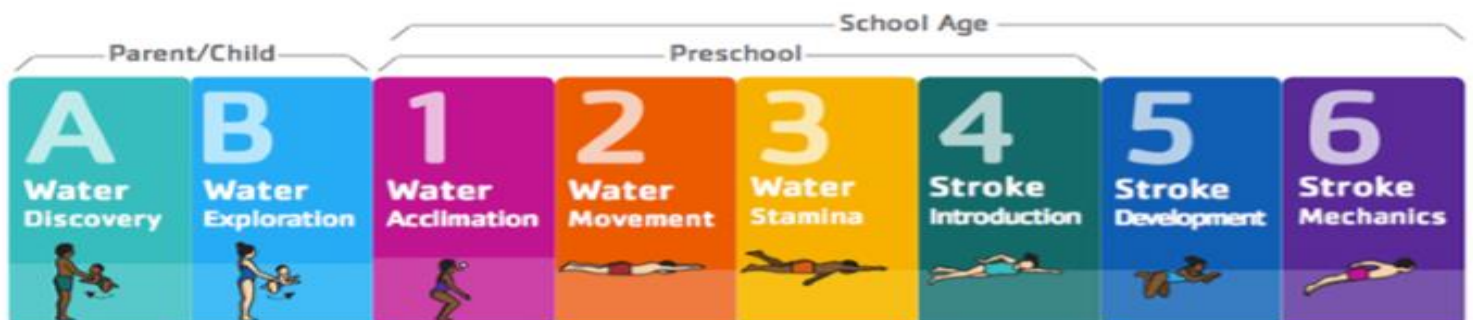 School Age
Parent/Child
Preschool
A
Water
Discovery
B
Water
Exploration
1
Water
Acclimation
2
Water
Movement
3
Water
Stamina
4
Stroke
Introduction
5
Stroke
Development
6
Stroke
Mechanics